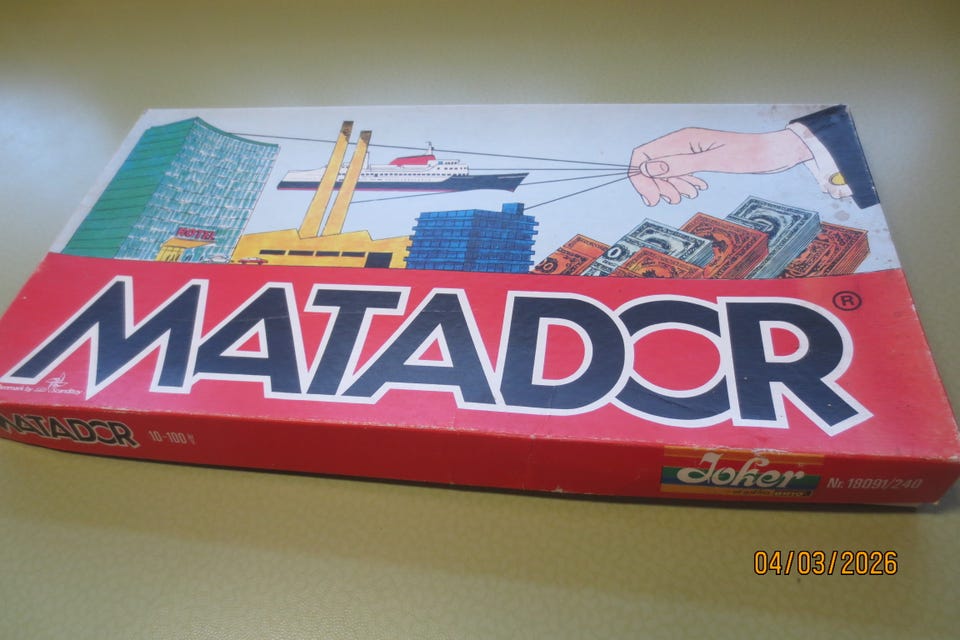 HOTEL
MATADOR®
MATADOR
10-100
Joker
Nr. 18091/240
04/03/2026